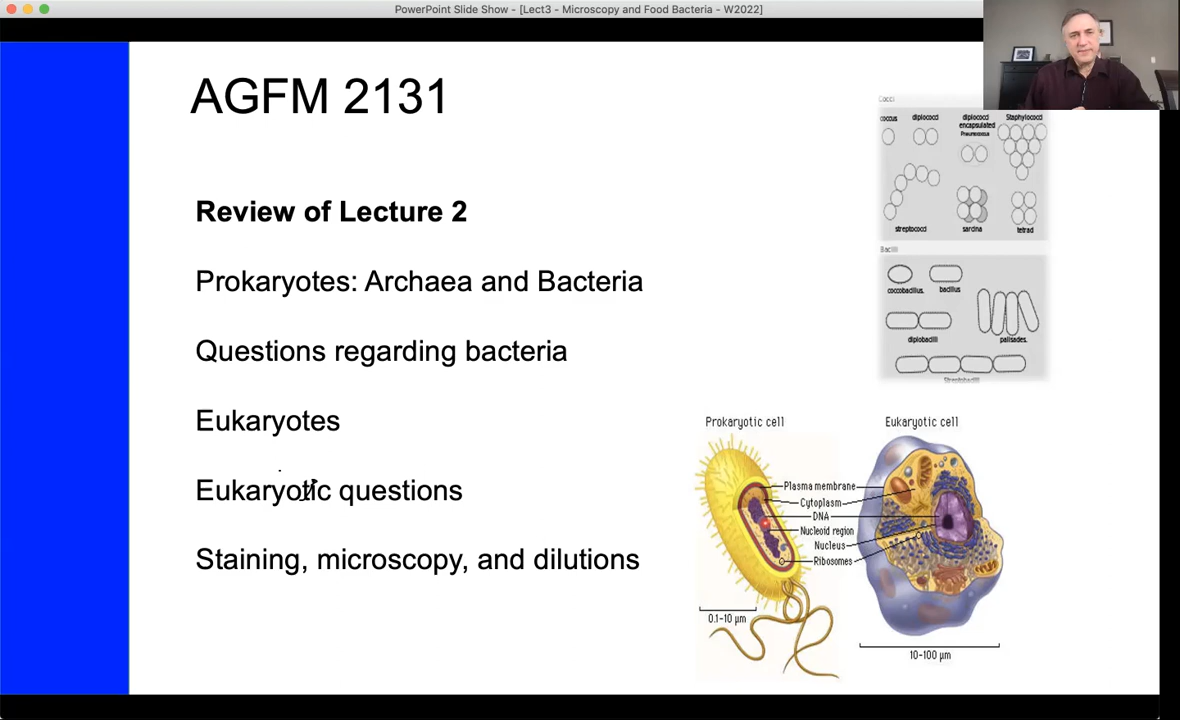 PowerPoint Slide Show - [Lect3 - Microscopy and Food Bacteria - W2022]
AGFM 2131
Review of Lecture 2
Prokaryotes: Archaea and Bacteria
Questions regarding bacteria
Eukaryotes
Eukaryotic questions
Staining, microscopy, and dilutions
Cocci
coccus
diplococci
diplococci
encapsulated
Pneumococcus
Staphylococci
streptococci
sarcina
tetrad
Bacilli
coccobacillus.
bacillus
diplobacilli
palisades.
Streptobacilli
Prokaryotic cell
Eukaryotic cell
Plasma membrane
Cytoplasm
DNA
Nucleoid region
Nucleus
Ribosomes
0.1-10 µm
10-100 µm